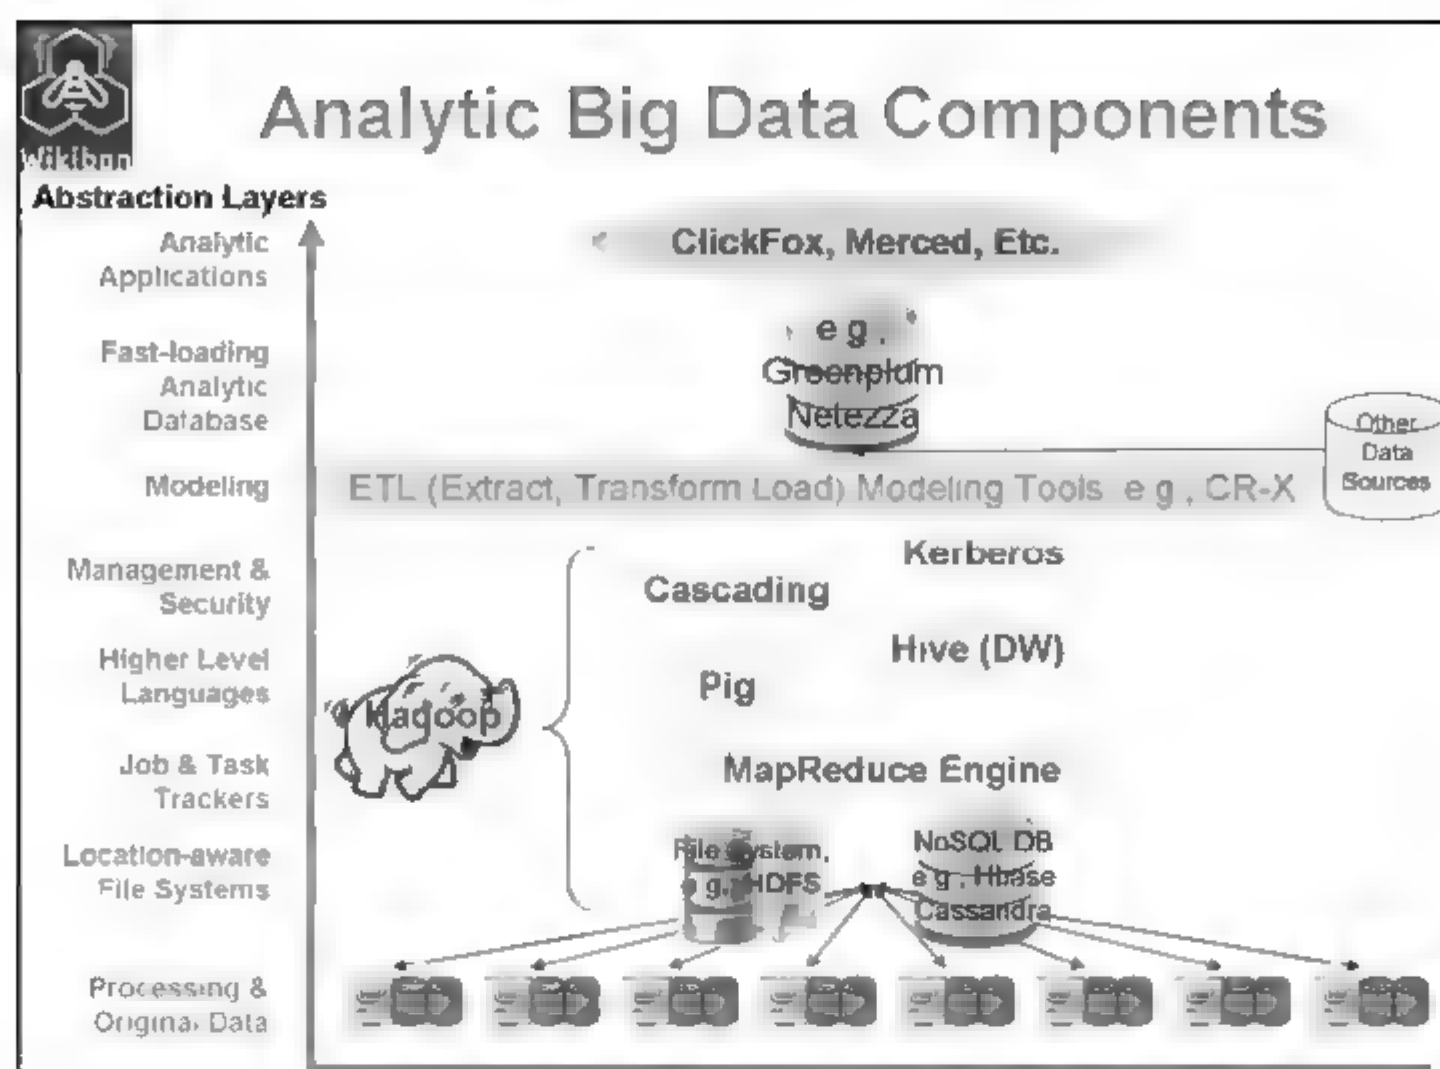 Wikibon
Analytic Big Data Components
Abstraction Layers
Analytic
Applications
ClickFox, Merced, Etc.
Fast-loading
Analytic
Database
e g ,
Greenplum
Netezza
Other
Data
Sources
Modeling
ETL (Extract, Transform Load) Modeling Tools e g , CR-X
Management &
Security
Kerberos
Cascading
Higher Level
Languages
Hive (DW)
Pig
Hadoop
Job & Task
Trackers
MapReduce Engine
Location-aware
File Systems
File System,
e g., HDFS
NoSQL DB
e g , Hbase
Cassandra
Processing &
Original Data